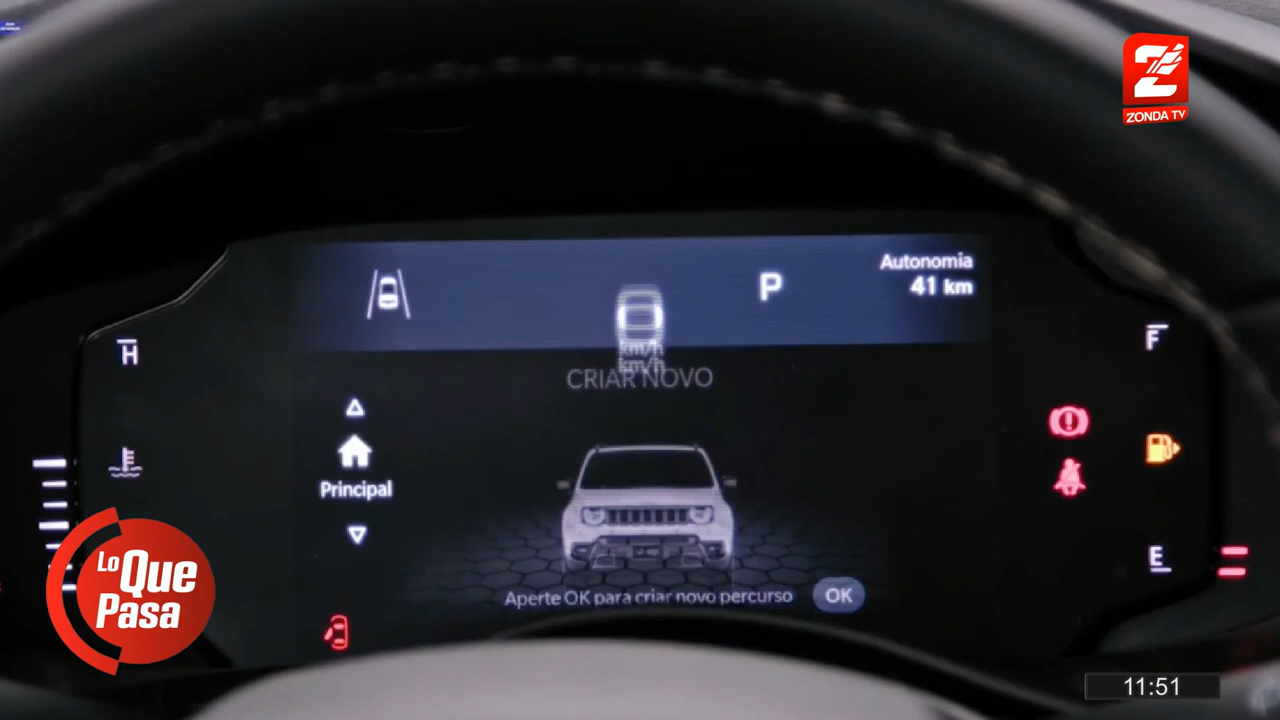 ZONDA TV
Autonomia
41 km
P
H
F
km/h
km/h
CRIAR NOVO
Principal
Lo Que
Pasa
E
Aperte OK para criar novo percurso OK
11:51